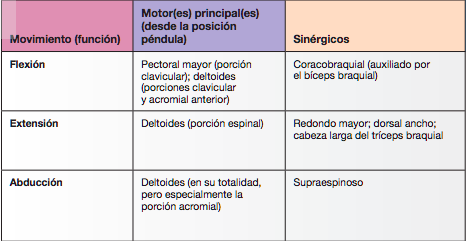 Movimiento (función)
Motor(es) principal(es)
(desde la posición
péndula)
Sinérgicos
Flexión
Pectoral mayor (porción
clavicular); deltoides
(porciones clavicular
y acromial anterior)
Coracobraquial (auxiliado por
el bíceps braquial)
Extensión
Deltoides (porción espinal)
Redondo mayor; dorsal ancho;
cabeza larga del tríceps braquial
Abducción
Deltoides (en su totalidad,
pero especialmente la
porción acromial)
Supraespinoso